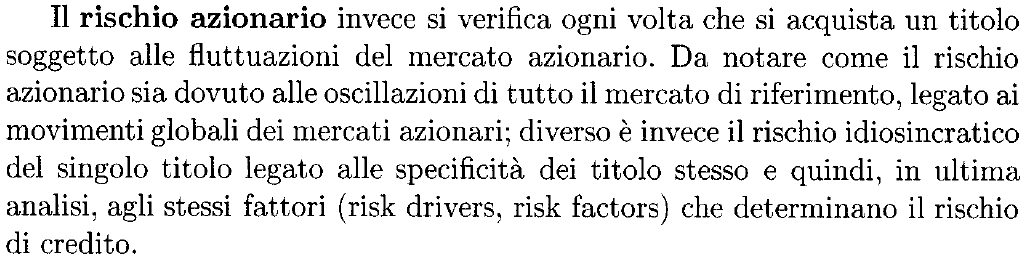 Il rischio azionario invece si verifica ogni volta che si acquista un titolo
soggetto alle fluttuazioni del mercato azionario. Da notare come il rischio
azionario sia dovuto alle oscillazioni di tutto il mercato di riferimento, legato ai
movimenti globali dei mercati azionari; diverso è invece il rischio idiosincratico
del singolo titolo legato alle specificità dei titolo stesso e quindi, in ultima
analisi, agli stessi fattori (risk drivers, risk factors) che determinano il rischio
di credito.